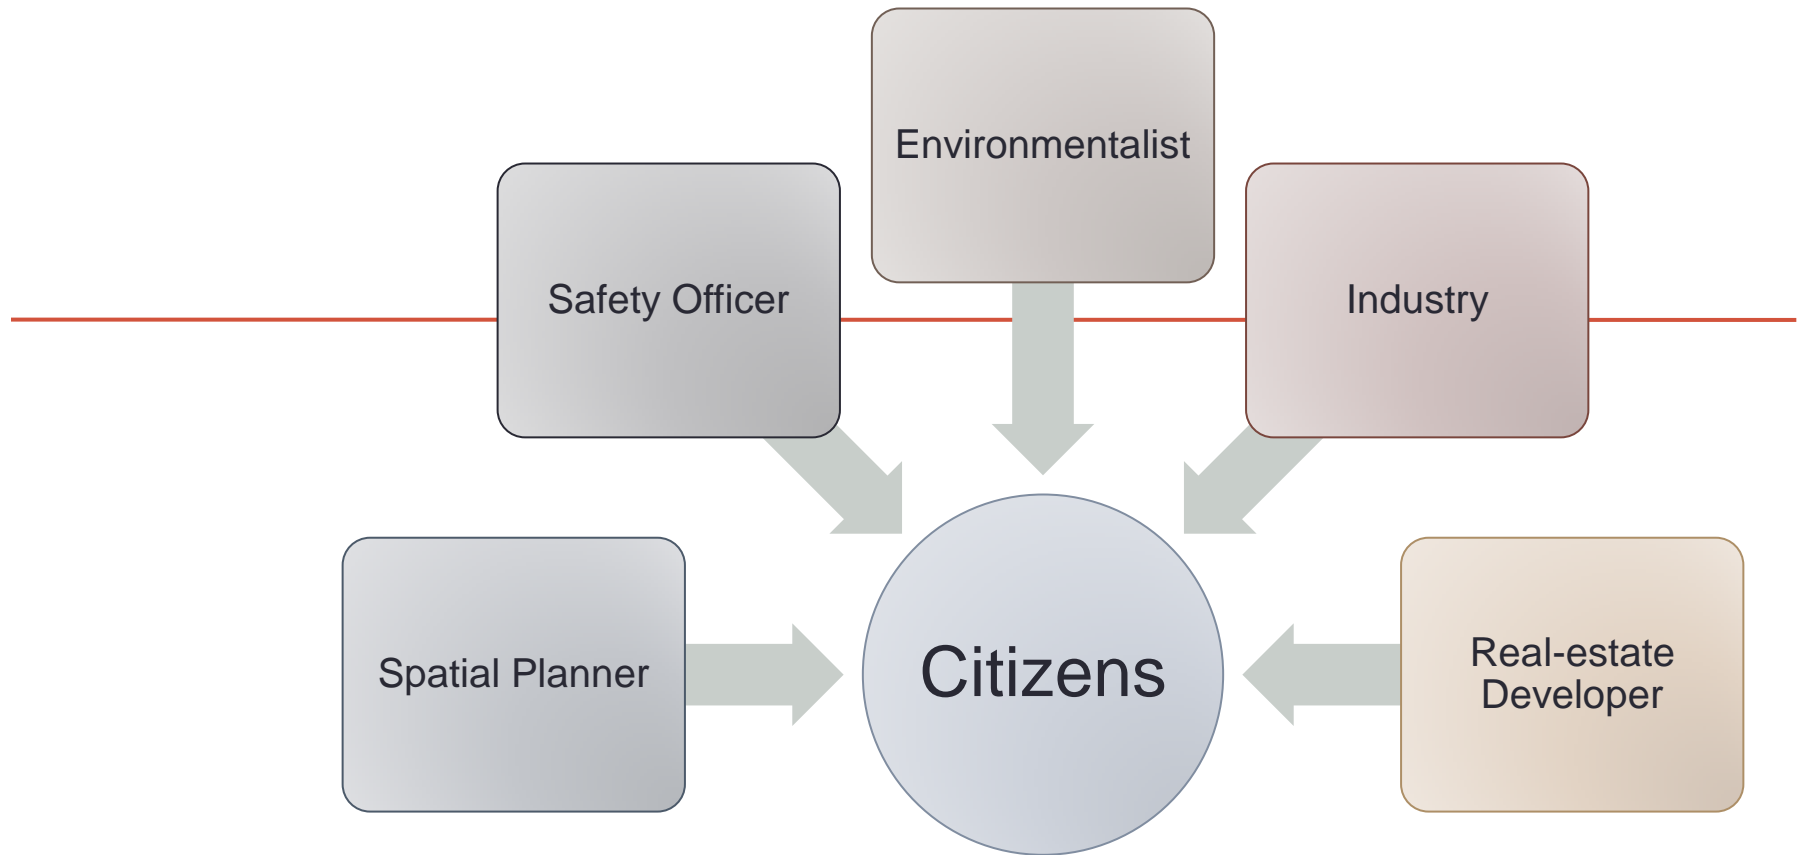 Environmentalist
Safety Officer
Industry
Spatial Planner
Citizens
Real-estate
Developer